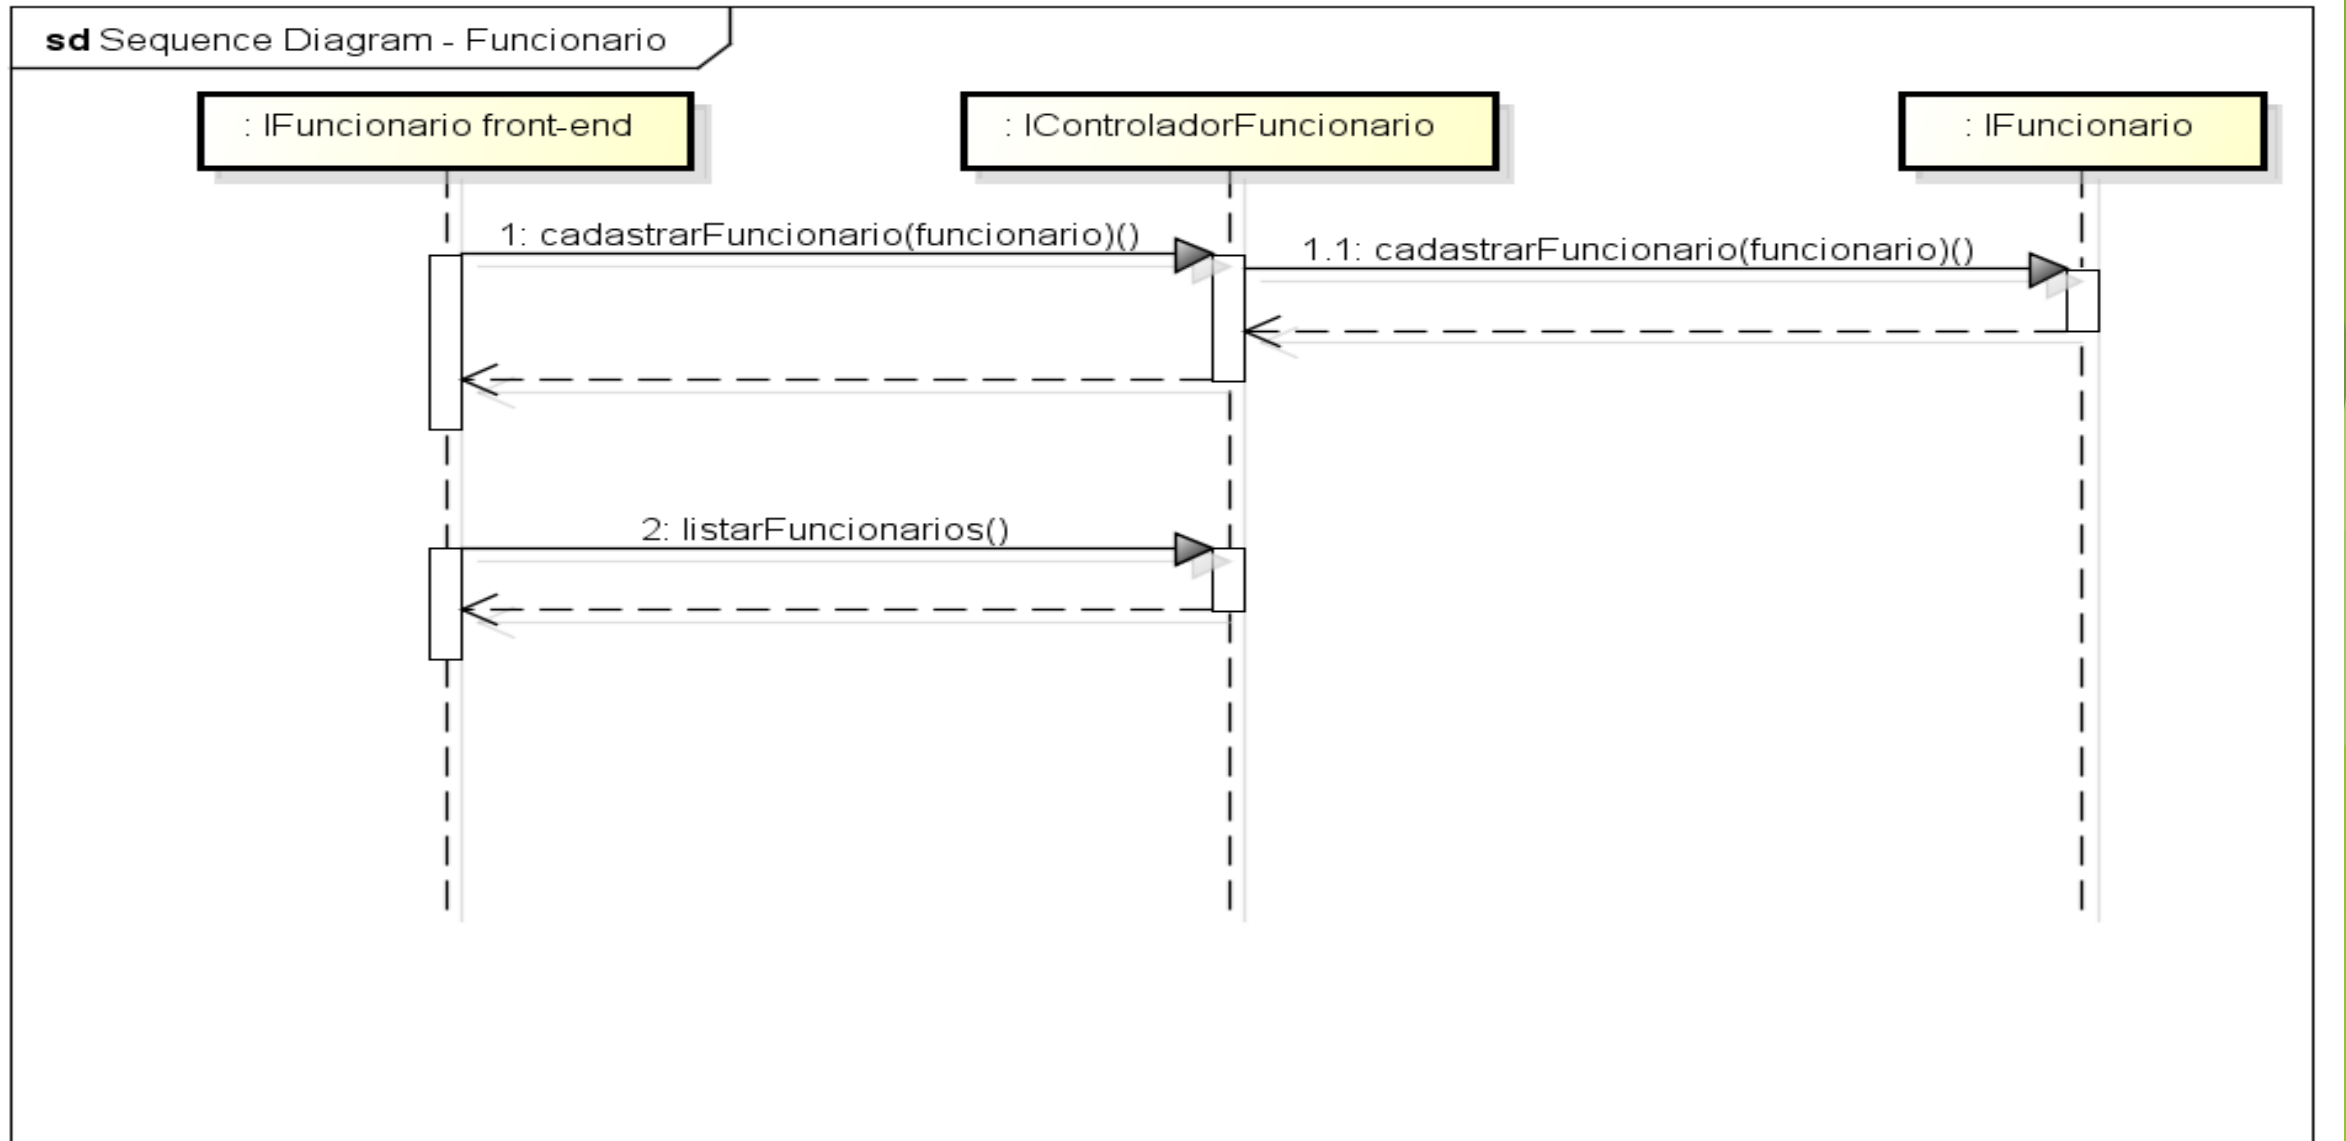 sd Sequence Diagram - Funcionario
: IFuncionario front-end
: IControladorFuncionario
: IFuncionario
1: cadastrarFuncionario(funcionario)()
1.1: cadastrarFuncionario(funcionario)()
2: listarFuncionarios()